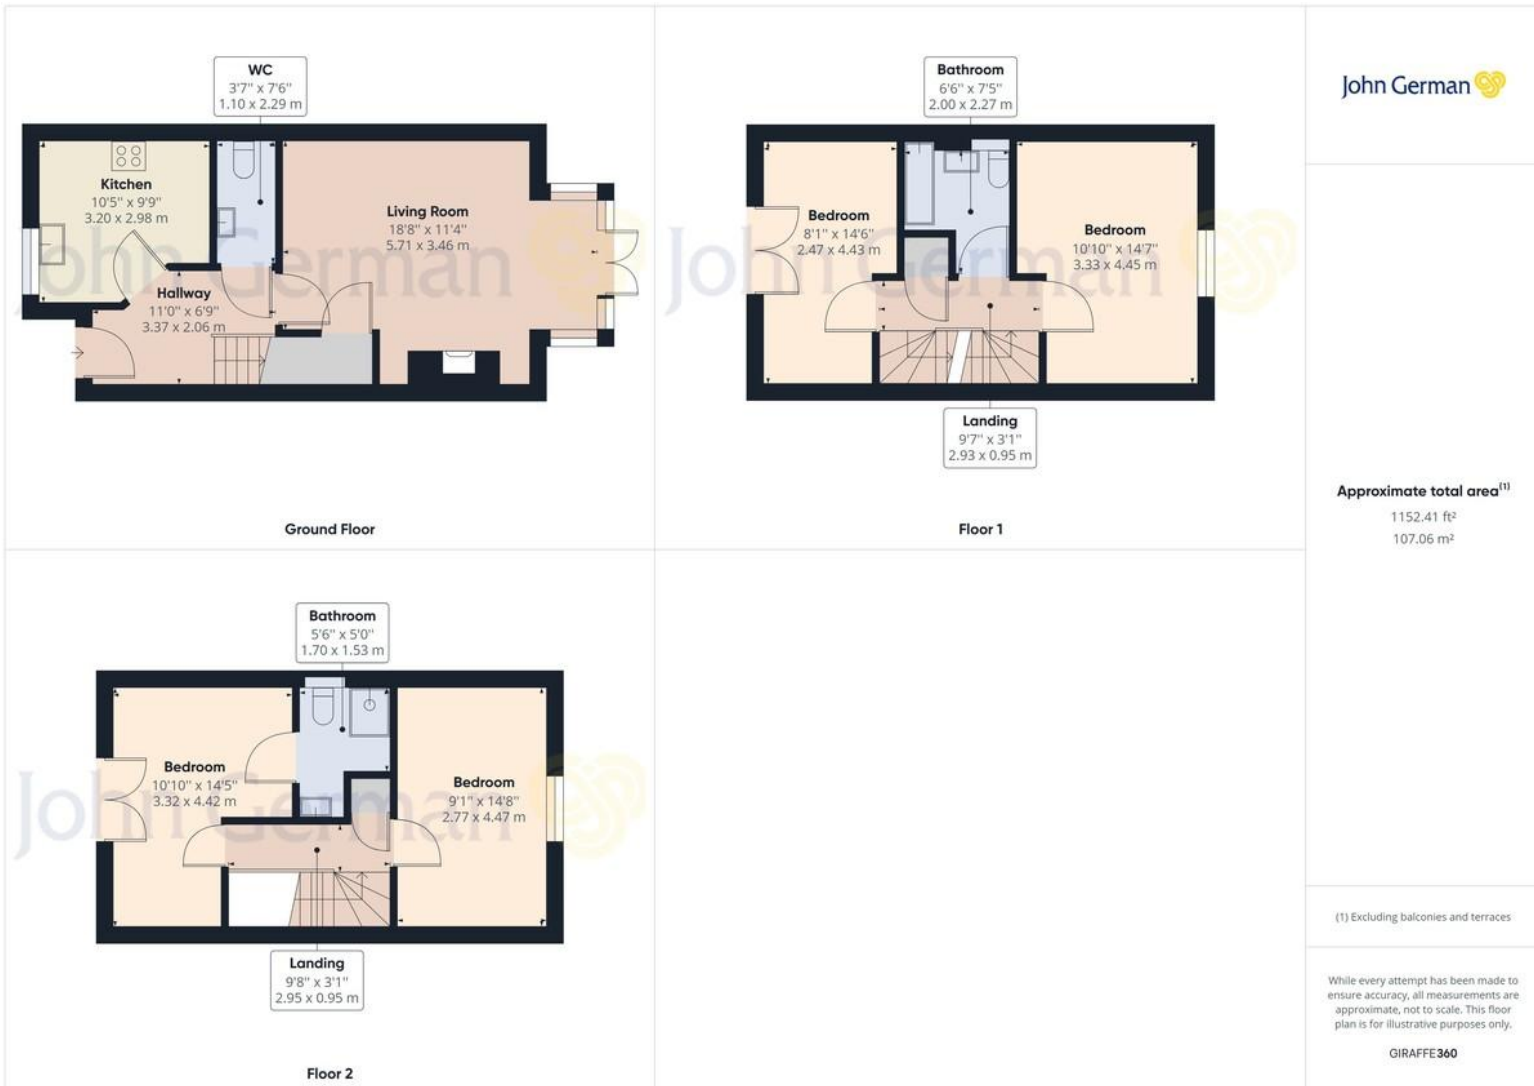 WC
3'7" x 7'6"
1.10 x 2.29 m
Kitchen
10'5" x 9'9"
3.20 x 2.98 m
Living Room
18'8" x 11'4"
5.71 x 3.46 m
Hallway
11'0" x 6'9"
3.37 x 2.06 m
John German
Ground Floor
Bathroom
6'6" x 7'5"
2.00 x 2.27 m
Bedroom
8'1" x 14'6"
2.47 x 4.43 m
Bedroom
10'10" x 14'7"
3.33 x 4.45 m
John German
Landing
9'7" x 3'1"
2.93 x 0.95 m
Floor 1
Bathroom
5'6" x 5'0"
1.70 x 1.53 m
Bedroom
10'10" x 14'5"
3.32 x 4.42 m
Bedroom
9'1" x 14'8"
2.77 x 4.47 m
John German
Landing
9'8" x 3'1"
2.95 x 0.95 m
Floor 2
John German
Approximate total area(1)
1152.41 ft²
107.06 m²
(1) Excluding balconies and terraces
While every attempt has been made to
ensure accuracy, all measurements are
approximate, not to scale. This floor
plan is for illustrative purposes only.
GIRAFFE360